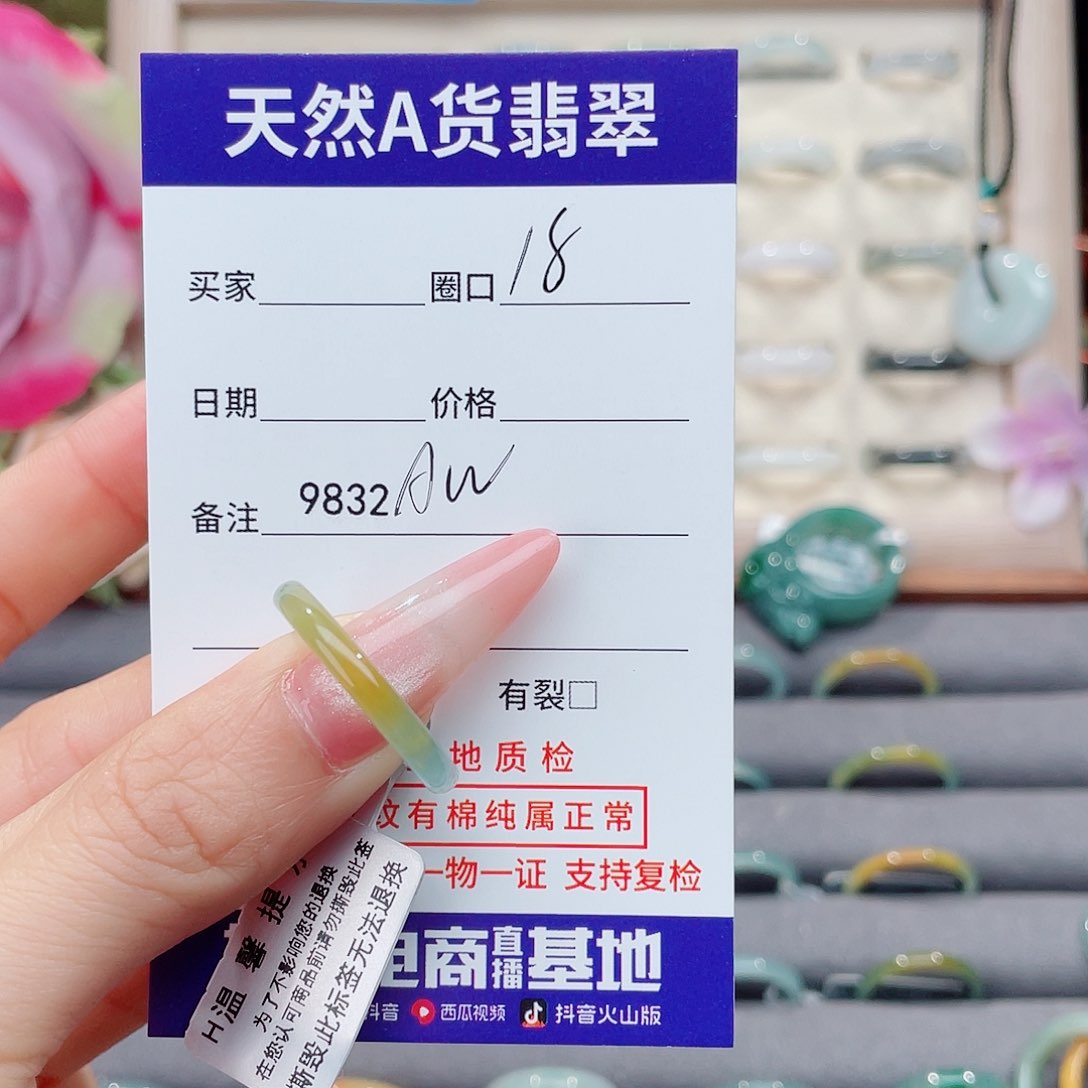 天然A货翡翠
买家 圈口 18
日期 价格
备注 9832 AW
有裂□
地质检
纹有棉纯属正常
一物一证 支持复检
电商直播基地
抖音 西瓜视频 抖音火山版
温馨提示
为了不影响您的退换
在您认可商品前请勿撕毁此签
撕毁此标签无法退换